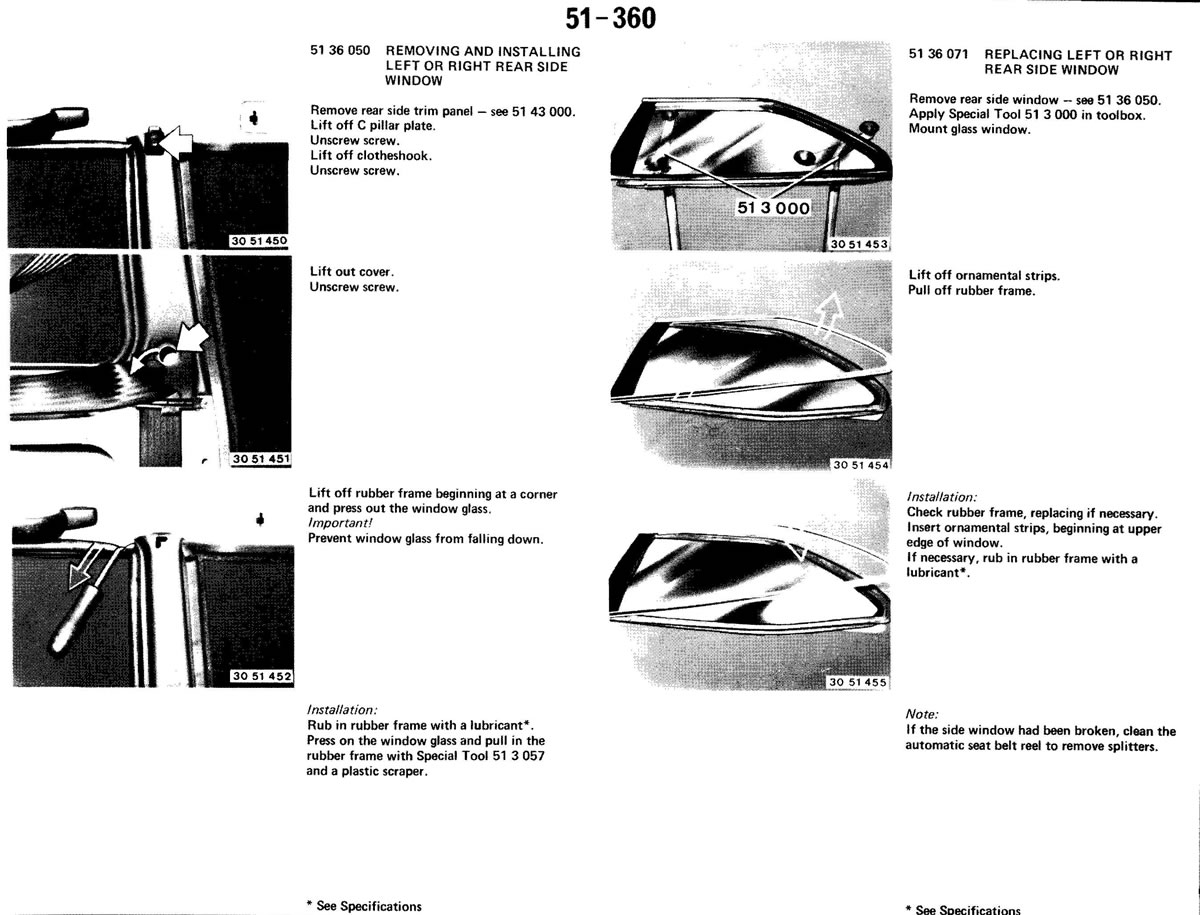 51-360
51 36 050 REMOVING AND INSTALLING
LEFT OR RIGHT REAR SIDE
WINDOW
Remove rear side trim panel — see 51 43 000.
Lift off C pillar plate.
Unscrew screw.
Lift off clotheshook.
Unscrew screw.
30 51 450
Lift out cover.
Unscrew screw.
30 51 451
Lift off rubber frame beginning at a corner
and press out the window glass.
Important!
Prevent window glass from falling down.
30 51 452
Installation:
Rub in rubber frame with a lubricant*.
Press on the window glass and pull in the
rubber frame with Special Tool 51 3 057
and a plastic scraper.
* See Specifications
51 36 071 REPLACING LEFT OR RIGHT
REAR SIDE WINDOW
Remove rear side window — see 51 36 050.
Apply Special Tool 51 3 000 in toolbox.
Mount glass window.
51 3 000
30 51 453
Lift off ornamental strips.
Pull off rubber frame.
30 51 454
Installation:
Check rubber frame, replacing if necessary.
Insert ornamental strips, beginning at upper
edge of window.
If necessary, rub in rubber frame with a
lubricant*.
30 51 455
Note:
If the side window had been broken, clean the
automatic seat belt reel to remove splitters.
* See Specifications